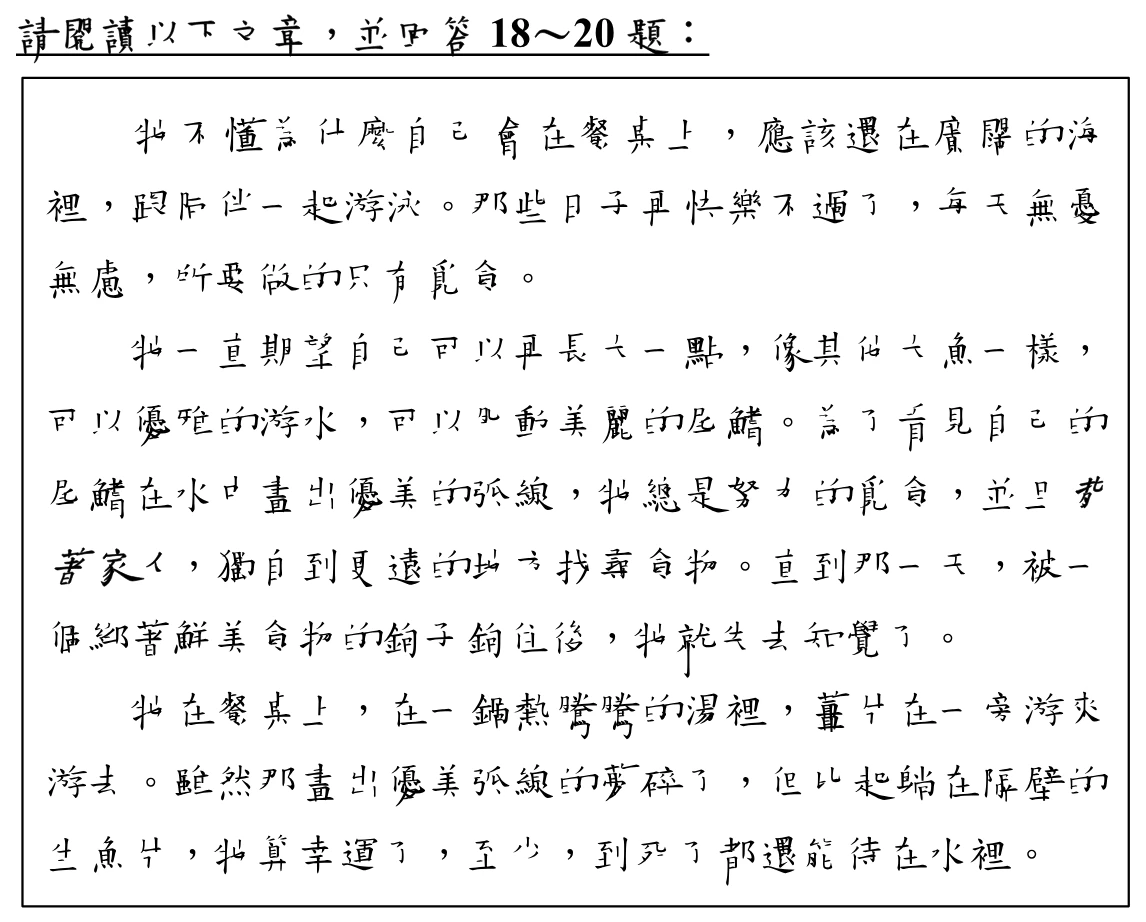 請閱讀以下文章，並回答 18～20 題：
牠不懂為什麼自己會在餐桌上，應該還在廣闊的海
裡，跟同伴一起游泳。那些日子再快樂不過了，每天無憂
無慮，所要做的只有覓食。
牠一直期望自己可以再長大一點，像其他大魚一樣，
可以優雅的游水，可以擺動美麗的尾鰭。為了看見自己的
尾鰭在水中畫出優美的弧線，牠總是努力的覓食，並且
著家人，獨自到更遠的地方找尋食物。直到那一天，被一
個綁著鮮美食物的鉤子鉤住後，牠就失去知覺了。
牠在餐桌上，在一鍋熱騰騰的湯裡，薑片在一旁游來
游去。雖然那畫出優美弧線的夢碎了，但比起躺在隔壁的
生魚片，牠算幸運了，至少，到死了都還能待在水裡。